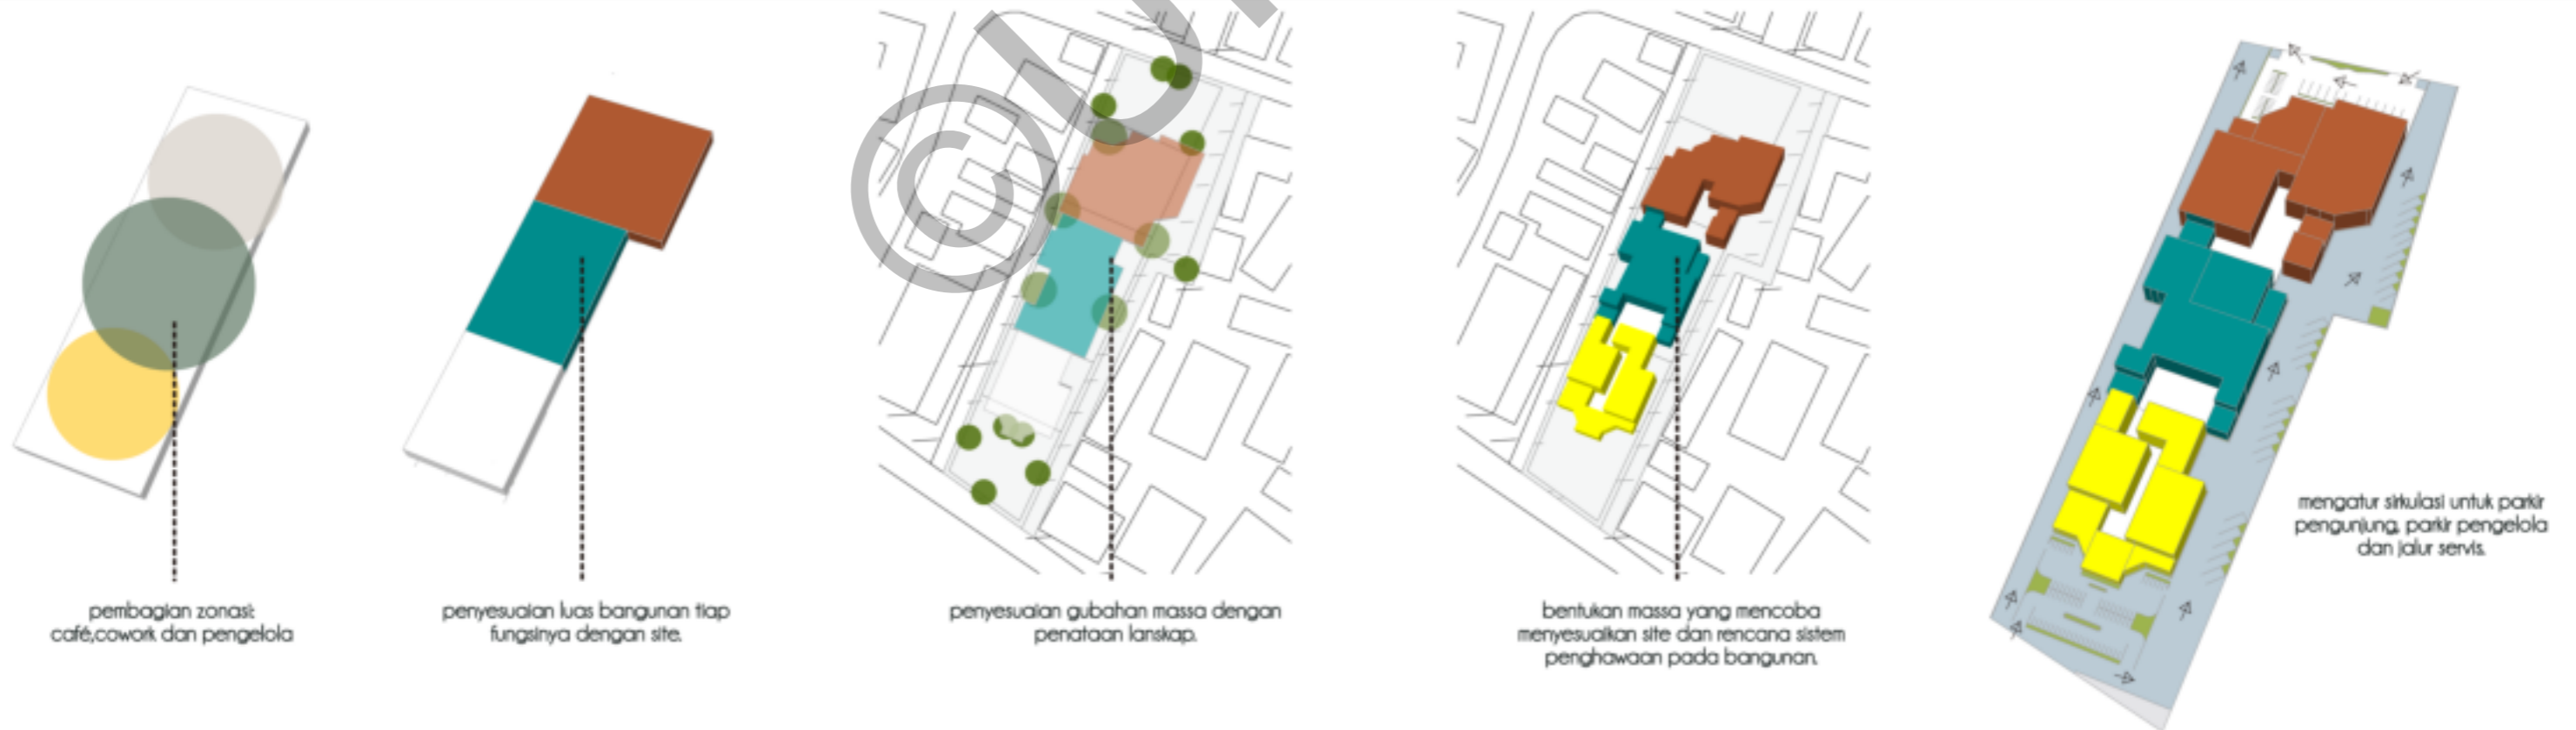 pembagian zonasi:
café,cowork dan pengelola
penyesuaian luas bangunan tiap
fungsinya dengan site.
penyesuaian gubahan massa dengan
penataan lanskap.
bentukan massa yang mencoba
menyesuaikan site dan rencana sistem
penghawaan pada bangunan.
mengatur sirkulasi untuk parkir
pengunjung, parkir pengelola
dan jalur servis.